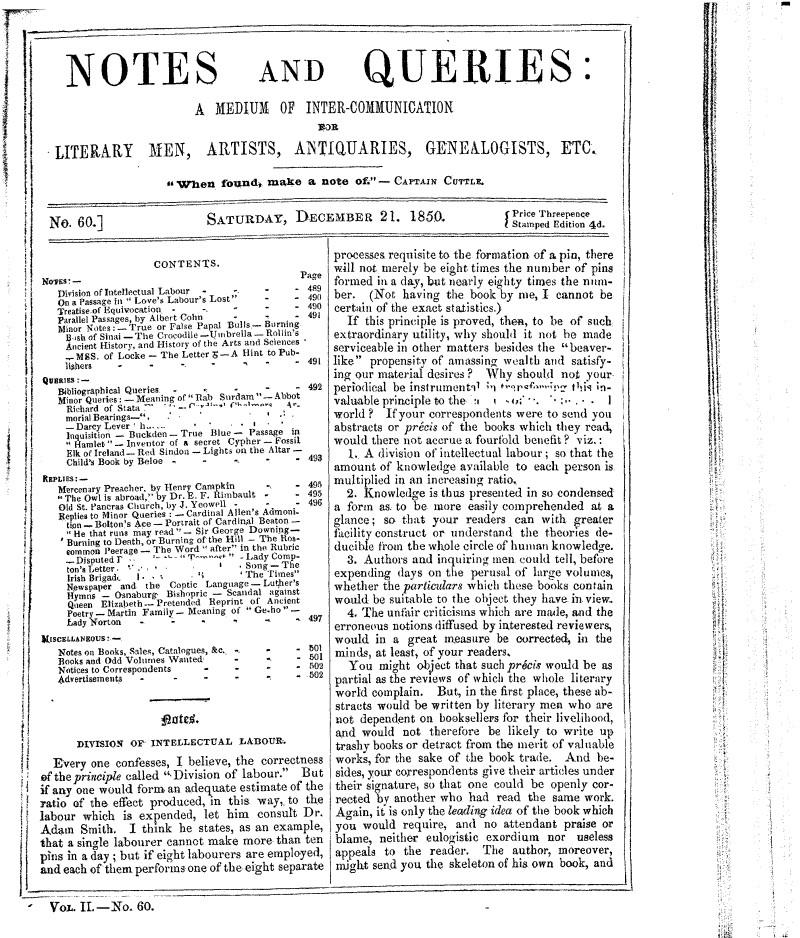 NOTES AND QUERIES:
A MEDIUM OF INTER-COMMUNICATION
FOR
LITERARY MEN, ARTISTS, ANTIQUARIES, GENEALOGISTS, ETC.
"When found, make a note of."—CAPTAIN CUTTLE.
No. 60.] SATURDAY, DECEMBER 21. 1850. { Price Threepence
Stamped Edition 4d.
CONTENTS.
NOTES:— Page
Division of Intellectual Labour - - - - 489
On a Passage in "Love's Labour's Lost" - - 490
Treatise of Equivocation - - - - 490
Parallel Passages, by Albert Cohn - - - 491
Minor Notes:—True or False Papal Bulls—Burning
Bush of Sinai—The Crocodile—Umbrella—Rollin's
Ancient History, and History of the Arts and Sciences
—MSS. of Locke—The Letter ℨ—A Hint to Pub-
lishers - - - - - 491
QUERIES:—
Bibliographical Queries - - - - 492
Minor Queries:—Meaning of "Rab Surdam"—Abbot
Richard of Strata
morial Bearings—
—Darcy Lever
Inquisition—Buckden—True Blue—Passage in
"Hamlet"—Inventor of a secret Cypher—Fossil
Elk of Ireland—Red Sindon—Lights on the Altar—
Child's Book by Beloe - - - - 493
REPLIES:—
Mercenary Preacher, by Henry Campkin - - 495
"The Owl is abroad," by Dr. E. F. Rimbault - - 495
Old St. Pancras Church, by J. Yeowell - - - 496
Replies to Minor Queries:—Cardinal Allen's Admoni-
tion—Bolton's Ace—Portrait of Cardinal Beaton—
"He that runs may read"—Sir George Downing—
Burning to Death, or Burning of the Hill—The Ros-
common Peerage—The Word "after" in the Rubric
—Disputed "Tempest"—Lady Comp-
ton's Letter Song—The
Irish Brigade "The Times"
Newspaper and the Coptic Language—Luther's
Hymns—Osnaburg Bishopric—Scandal against
Queen Elizabeth—Pretended Reprint of Ancient
Poetry—Martin Family—Meaning of "Ge-ho"—
Lady Norton - - - - - 497
MISCELLANEOUS:—
Notes on Books, Sales, Catalogues, &c. - - - 501
Books and Odd Volumes Wanted - - - 501
Notices to Correspondents - - - - 502
Advertisements - - - - - 502
Notes.
DIVISION OF INTELLECTUAL LABOUR.
Every one confesses, I believe, the correctness
of the principle called "Division of labour." But
if any one would form an adequate estimate of the
ratio of the effect produced, in this way, to the
labour which is expended, let him consult Dr.
Adam Smith. I think he states, as an example,
that a single labourer cannot make more than ten
pins in a day; but if eight labourers are employed,
and each of them performs one of the eight separate
processes requisite to the formation of a pin, there
will not merely be eight times the number of pins
formed in a day, but nearly eighty times the num-
ber. (Not having the book by me, I cannot be
certain of the exact statistics.)
If this principle is proved, then, to be of such
extraordinary utility, why should it not be made
serviceable in other matters besides the "beaver-
like" propensity of amassing wealth and satisfy-
ing our material desires? Why should not your
periodical be instrumental in transferring this in-
valuable principle to the
world? If your correspondents were to send you
abstracts or précis of the books which they read,
would there not accrue a fourfold benefit? viz.:
1. A division of intellectual labour; so that the
amount of knowledge available to each person is
multiplied in an increasing ratio.
2. Knowledge is thus presented in so condensed
a form as to be more easily comprehended at a
glance; so that your readers can with greater
facility construct or understand the theories de-
ducible from the whole circle of human knowledge.
3. Authors and inquiring men could tell, before
expending days on the perusal of large volumes,
whether the particulars which these books contain
would be suitable to the object they have in view.
4. The unfair criticisms which are made, and the
erroneous notions diffused by interested reviewers,
would in a great measure be corrected, in the
minds, at least, of your readers.
You might object that such précis would be as
partial as the reviews of which the whole literary
world complain. But, in the first place, these ab-
stracts would be written by literary men who are
not dependent on booksellers for their livelihood,
and would not therefore be likely to write up
trashy books or detract from the merit of valuable
works, for the sake of the book trade. And be-
sides, your correspondents give their articles under
their signature, so that one could be openly cor-
rected by another who had read the same work.
Again, it is only the leading idea of the book which
you would require, and no attendant praise or
blame, neither eulogistic exordium nor useless
appeals to the reader. The author, moreover,
might send you the skeleton of his own book, and
VOL. II.—No. 60.